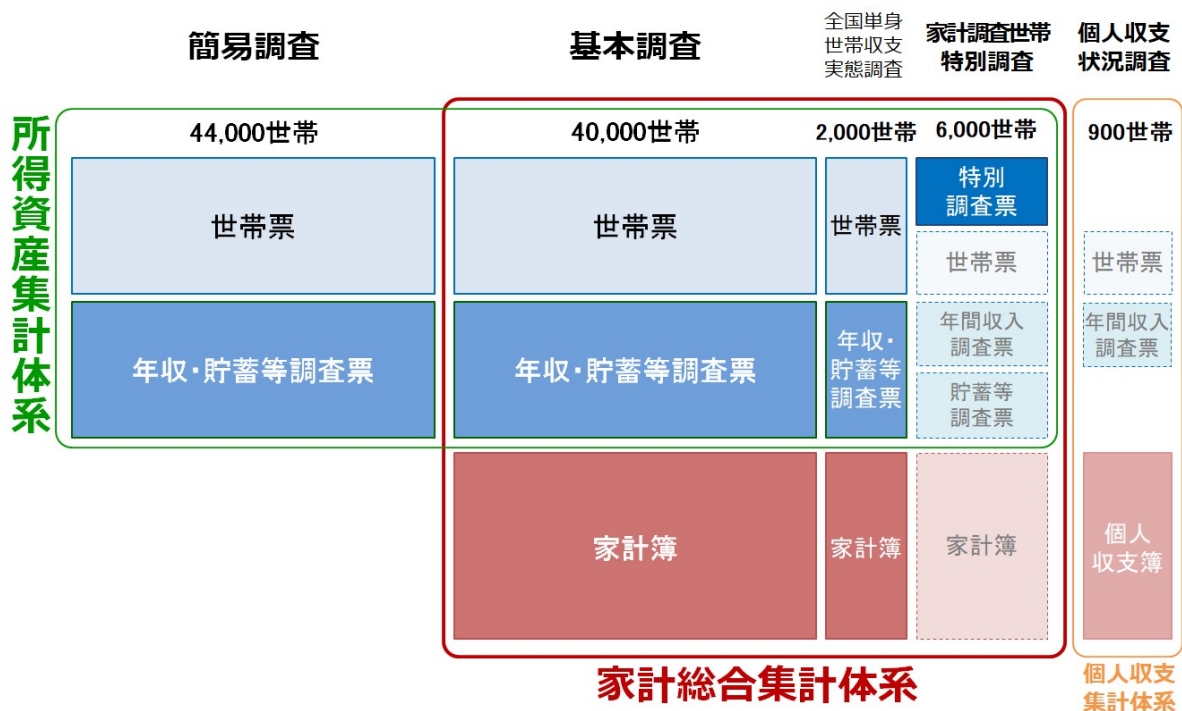 簡易調査
基本調査
全国単身
世帯収支
実態調査
家計調査世帯
特別調査
個人収支
状況調査
所得資産集計体系
44,000世帯
40,000世帯
2,000世帯
6,000世帯
900世帯
世帯票
世帯票
世帯票
特別
調査票
世帯票
世帯票
年収・貯蓄等調査票
年収・貯蓄等調査票
年収・
貯蓄等
調査票
年間収入
調査票
貯蓄等
調査票
年間収入
調査票
家計簿
家計簿
家計簿
個人
収支簿
家計総合集計体系
個人収支
集計体系